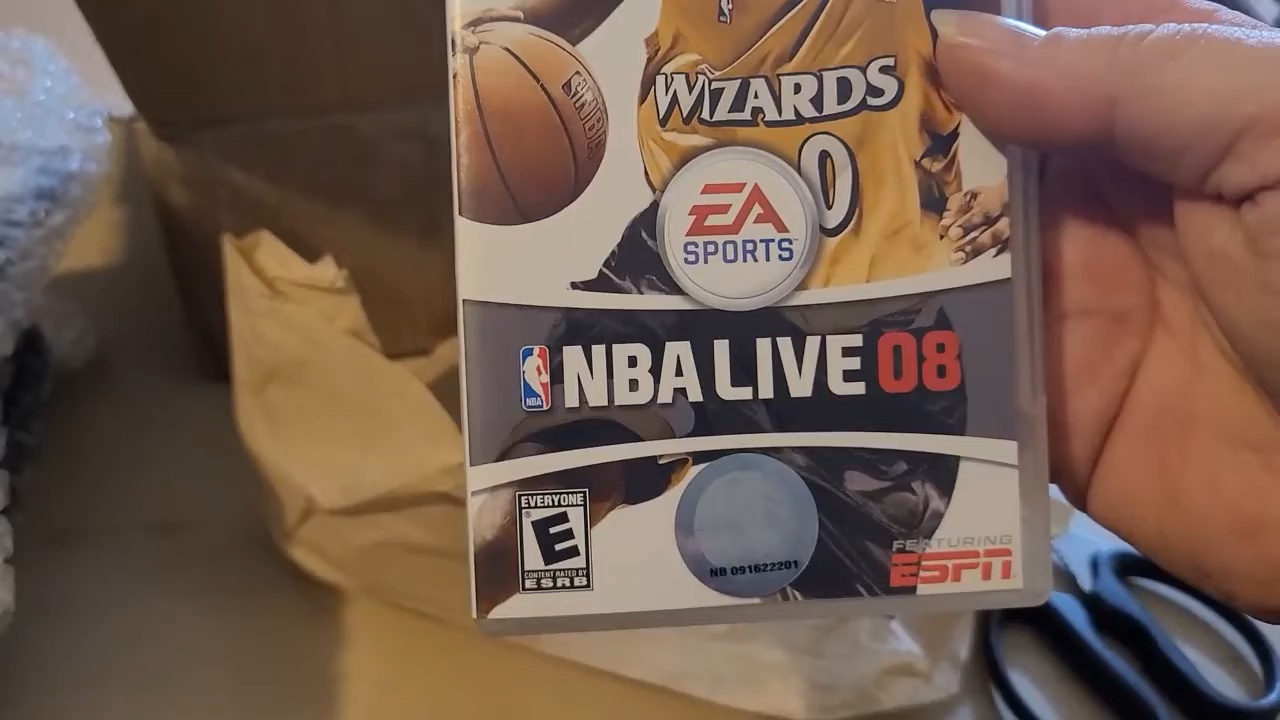 NBA
WIZARDS
0
EA
SPORTS
NBA LIVE 08
NBA
EVERYONE
E
CONTENT RATED BY
ESRB
NB 091622201
FEATURING
ESPN